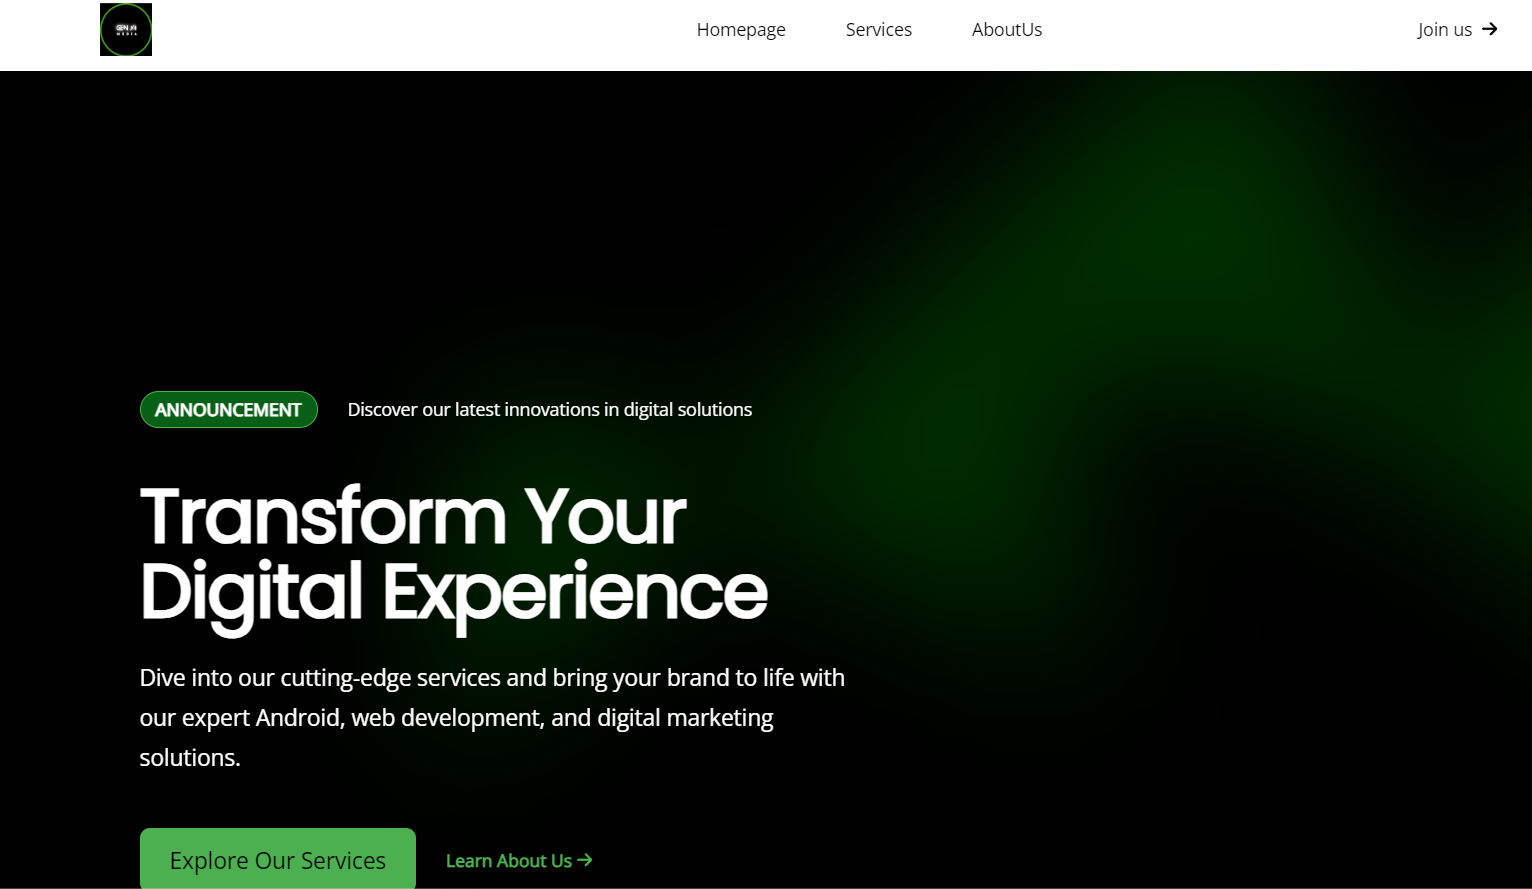 MEDIA
Homepage Services AboutUs Join us
ANNOUNCEMENT Discover our latest innovations in digital solutions
Transform Your
Digital Experience
Dive into our cutting-edge services and bring your brand to life with
our expert Android, web development, and digital marketing
solutions.
Explore Our Services Learn About Us